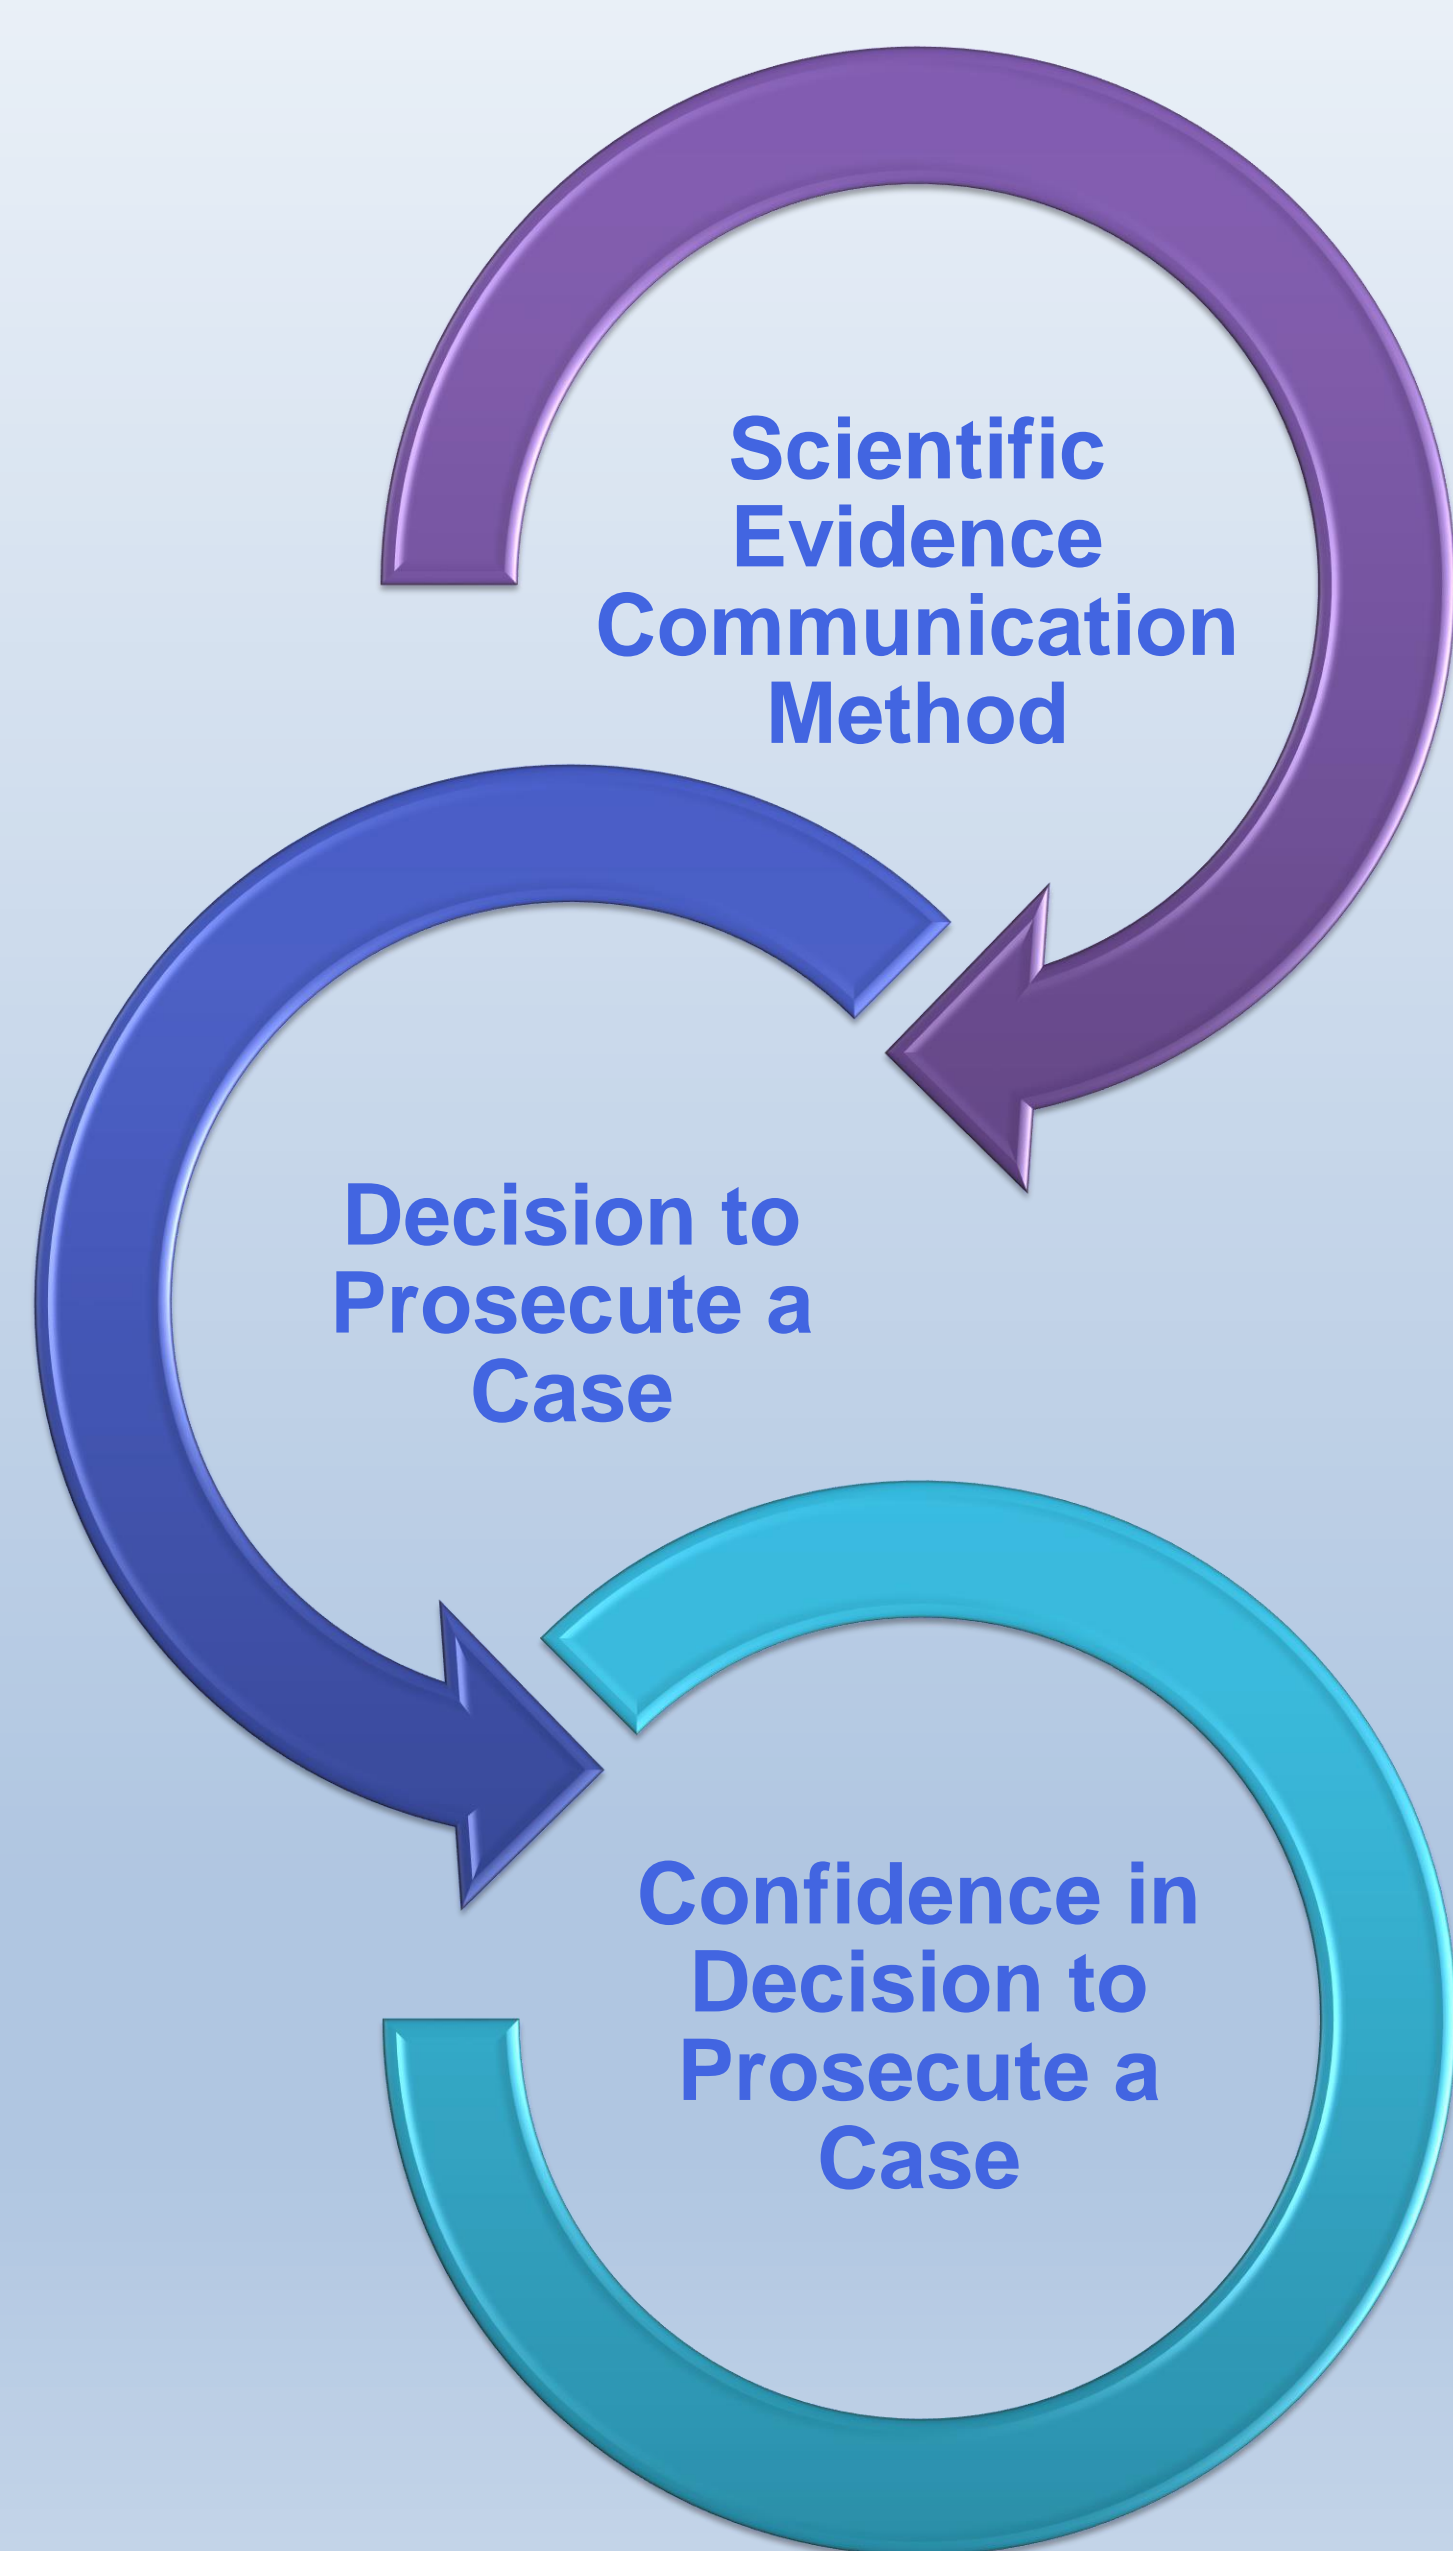 Scientific
Evidence
Communication
Method
Decision to
Prosecute a
Case
Confidence in
Decision to
Prosecute a
Case